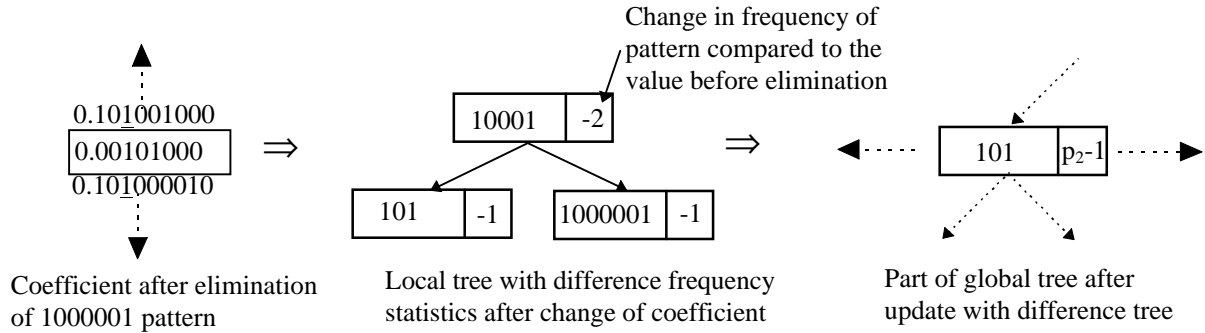 Change in frequency of
pattern compared to the
value before elimination
0.101001000
0.00101000
0.101000010
⇒
10001 -2
101 -1
1000001 -1
⇒
101 p₂-1
Coefficient after elimination
of 1000001 pattern
Local tree with difference frequency
statistics after change of coefficient
Part of global tree after
update with difference tree